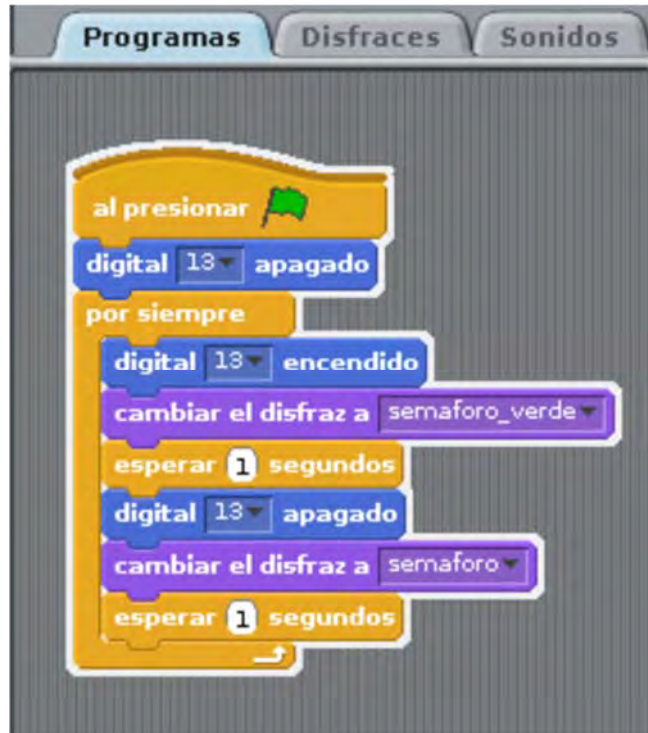 Programas Disfraces Sonidos
al presionar
digital 13 apagado
por siempre
digital 13 encendido
cambiar el disfraz a semaforo_verde
esperar 1 segundos
digital 13 apagado
cambiar el disfraz a semaforo
esperar 1 segundos